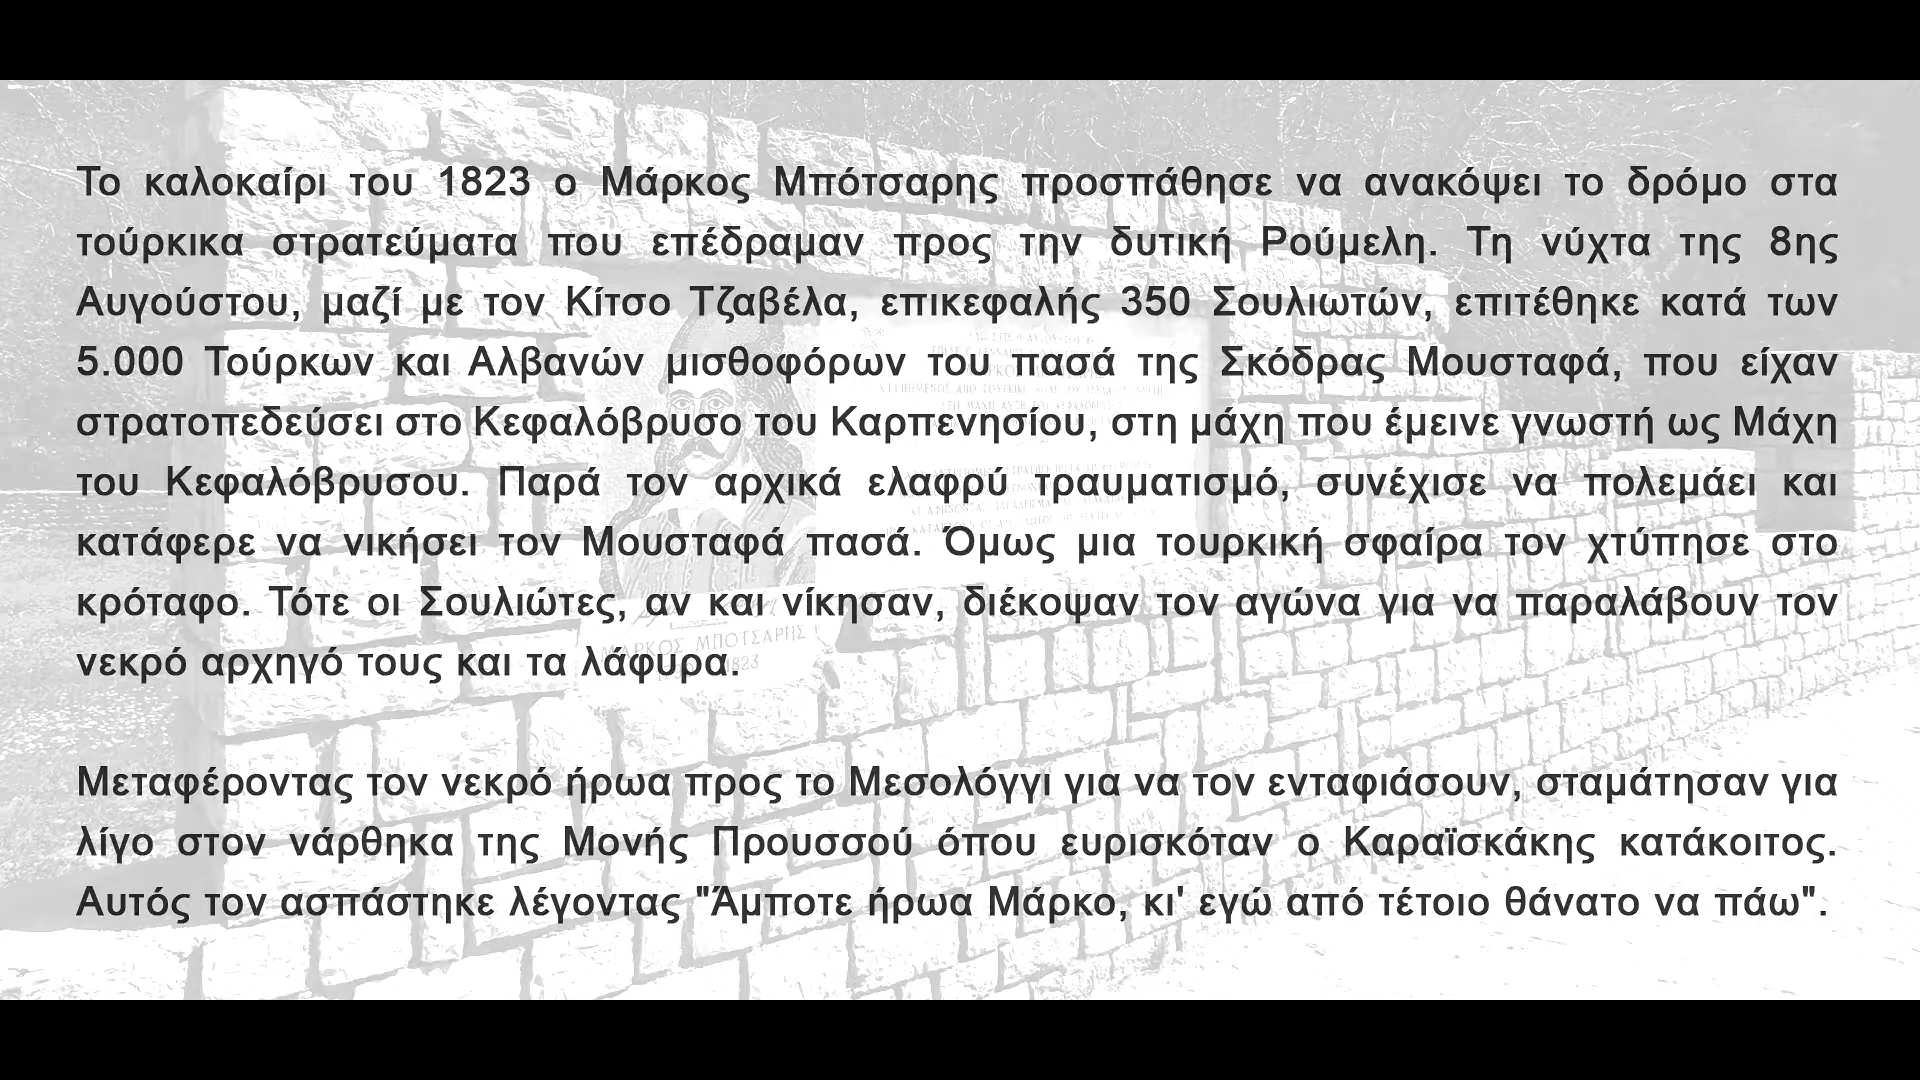 Το καλοκαίρι του 1823 ο Μάρκος Μπότσαρης προσπάθησε να ανακόψει το δρόμο στα
τούρκικα στρατεύματα που επέδραμαν προς την δυτική Ρούμελη. Τη νύχτα της 8ης
Αυγούστου, μαζί με τον Κίτσο Τζαβέλα, επικεφαλής 350 Σουλιωτών, επιτέθηκε κατά των
5.000 Τούρκων και Αλβανών μισθοφόρων του πασά της Σκόδρας Μουσταφά, που είχαν
στρατοπεδεύσει στο Κεφαλόβρυσο του Καρπενησίου, στη μάχη που έμεινε γνωστή ως Μάχη
του Κεφαλόβρυσου. Παρά τον αρχικά ελαφρύ τραυματισμό, συνέχισε να πολεμάει και
κατάφερε να νικήσει τον Μουσταφά πασά. Όμως μια τουρκική σφαίρα τον χτύπησε στο
κρόταφο. Τότε οι Σουλιώτες, αν και νίκησαν, διέκοψαν τον αγώνα για να παραλάβουν τον
νεκρό αρχηγό τους και τα λάφυρα.
ΜΑΡΚΟΣ ΜΠΟΤΣΑΡΗΣ
1823
Μεταφέροντας τον νεκρό ήρωα προς το Μεσολόγγι για να τον ενταφιάσουν, σταμάτησαν για
λίγο στον νάρθηκα της Μονής Προυσσού όπου ευρισκόταν ο Καραϊσκάκης κατάκοιτος.
Αυτός τον ασπάστηκε λέγοντας "Άμποτε ήρωα Μάρκο, κι' εγώ από τέτοιο θάνατο να πάω".